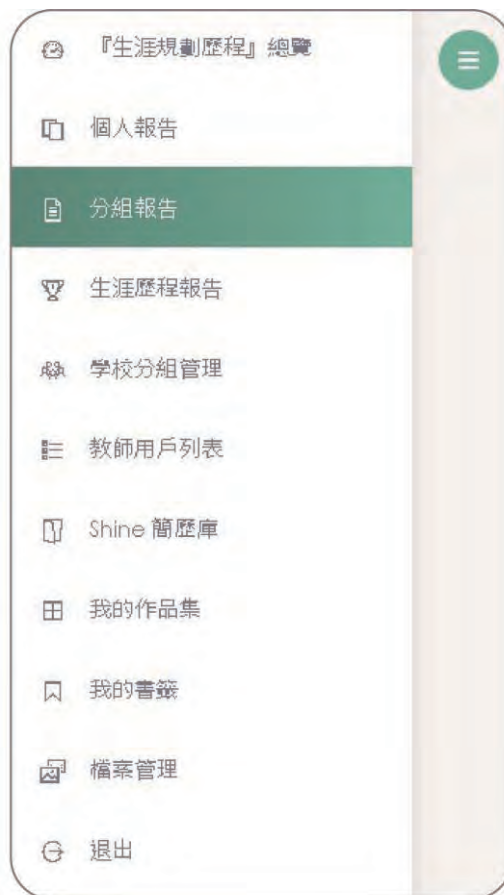 『生涯規劃歷程』總覽
個人報告
分組報告
生涯歷程報告
學校分組管理
教師用戶列表
Shine 簡歷庫
我的作品集
我的書籤
檔案管理
退出